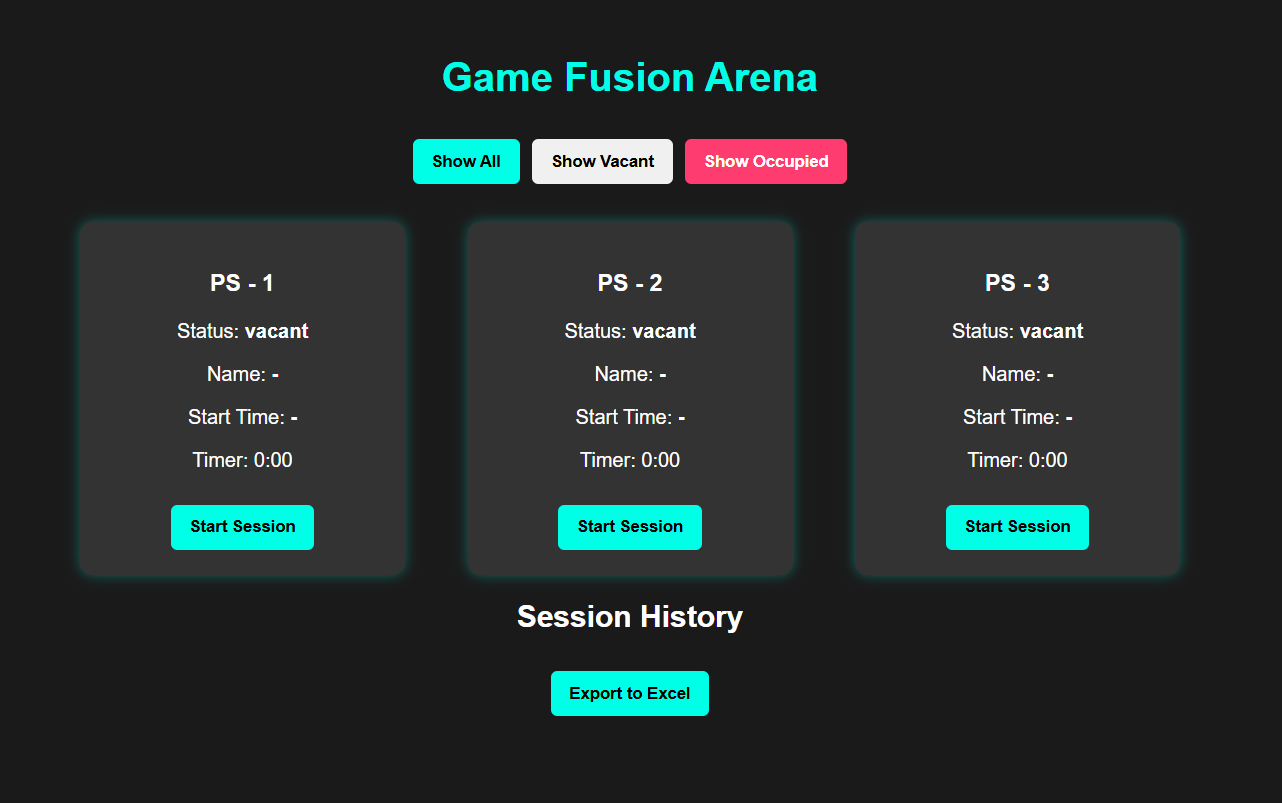 Game Fusion Arena
Show All
Show Vacant
Show Occupied
PS - 1
Status: vacant
Name: -
Start Time: -
Timer: 0:00
Start Session
PS - 2
Status: vacant
Name: -
Start Time: -
Timer: 0:00
Start Session
PS - 3
Status: vacant
Name: -
Start Time: -
Timer: 0:00
Start Session
Session History
Export to Excel